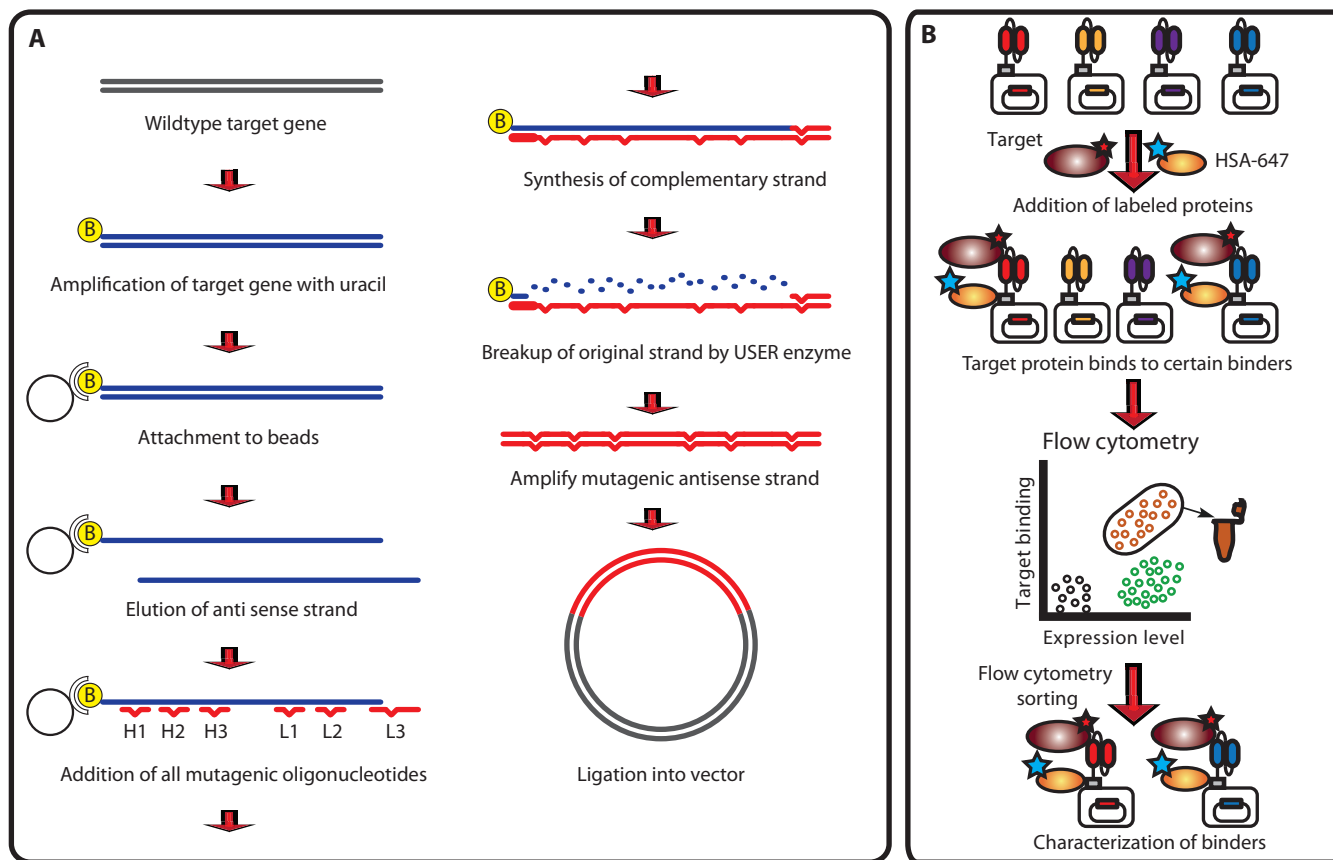 A
Wildtype target gene
B
Amplification of target gene with uracil
B
Attachment to beads
B
Elution of anti sense strand
B
H1 H2 H3 L1 L2 L3
Addition of all mutagenic oligonucleotides
B
Synthesis of complementary strand
B
Breakup of original strand by USER enzyme
Amplify mutagenic antisense strand
Ligation into vector
B
Target
HSA-647
Addition of labeled proteins
Target protein binds to certain binders
Flow cytometry
Target binding
Expression level
Flow cytometry
sorting
Characterization of binders